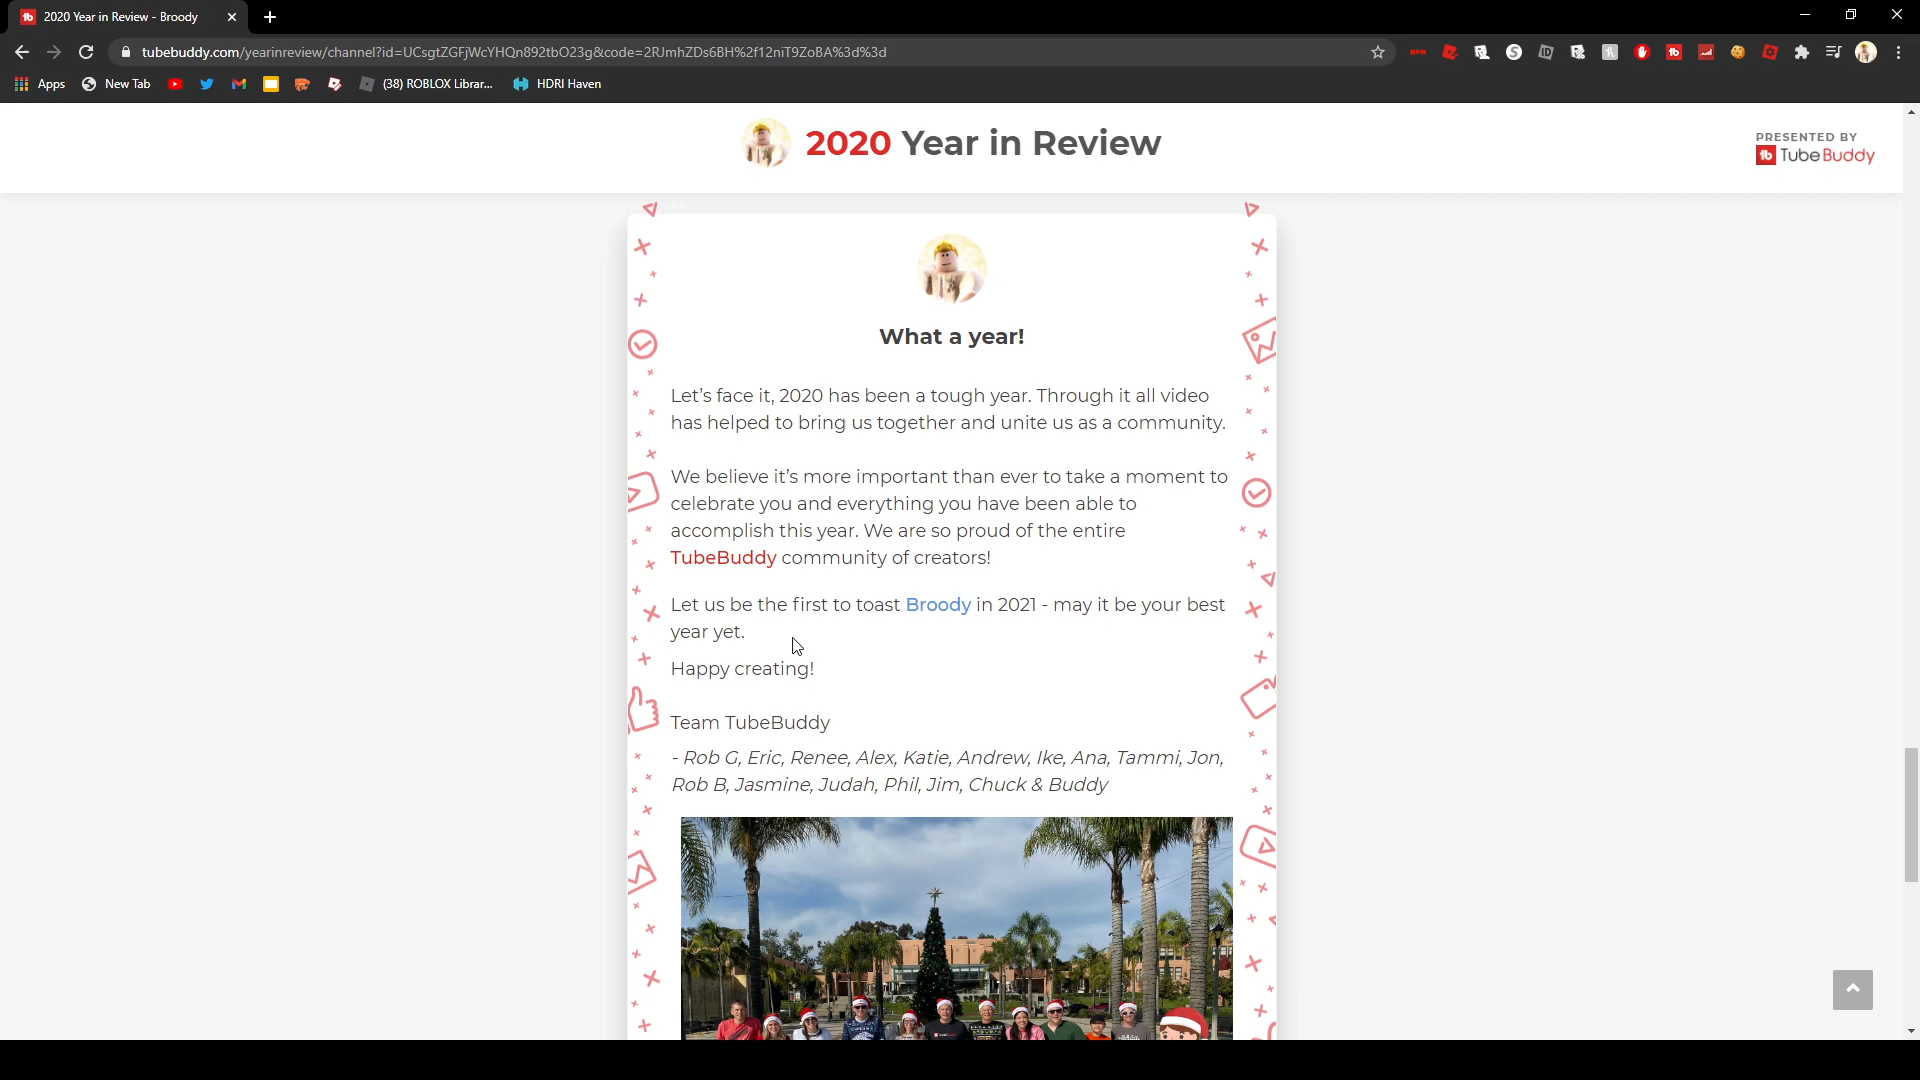 2020 Year in Review - Broody
tubebuddy.com/yearinreview/channel?id=UCsgtZGFjWcYHQn892tbO23g&code=2RJmhZDs6BH%2f12niT9ZoBA%3d%3d
Apps New Tab (38) ROBLOX Librar... HDRI Haven
2020 Year in Review
PRESENTED BY
TubeBuddy
What a year!
Let's face it, 2020 has been a tough year. Through it all video
has helped to bring us together and unite us as a community.
We believe it's more important than ever to take a moment to
celebrate you and everything you have been able to
accomplish this year. We are so proud of the entire
TubeBuddy community of creators!
Let us be the first to toast Broody in 2021 - may it be your best
year yet.
Happy creating!
Team TubeBuddy
- Rob G, Eric, Renee, Alex, Katie, Andrew, Ike, Ana, Tammi, Jon,
Rob B, Jasmine, Judah, Phil, Jim, Chuck & Buddy